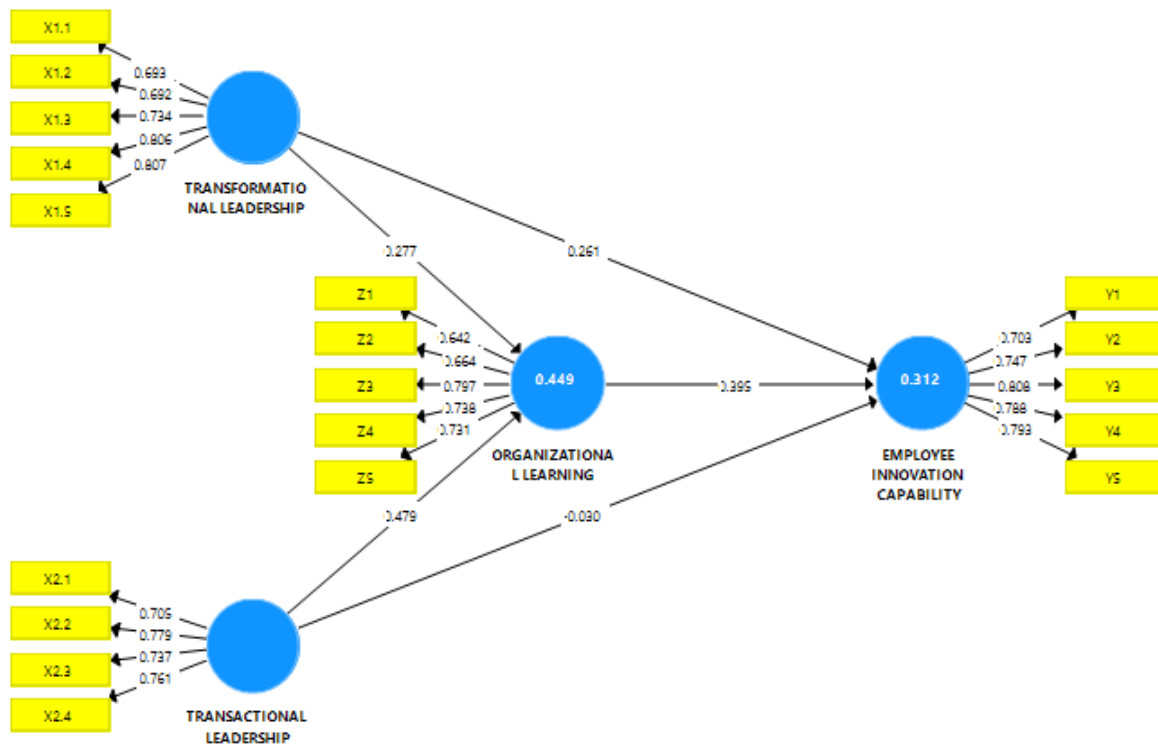 X1.1
X1.2
X1.3
X1.4
X1.5
0.693
0.692
0.734
0.806
0.807
TRANSFORMATIO
NAL LEADERSHIP
0.277
0.261
Z1
Z2
Z3
Z4
Z5
0.642
0.664
0.797
0.738
0.731
0.449
ORGANIZATIONA
L LEARNING
0.395
0.312
EMPLOYEE
INNOVATION
CAPABILITY
0.703
0.747
0.808
0.788
0.793
Y1
Y2
Y3
Y4
Y5
0.479
-0.030
X2.1
X2.2
X2.3
X2.4
0.705
0.779
0.737
0.761
TRANSACTIONAL
LEADERSHIP